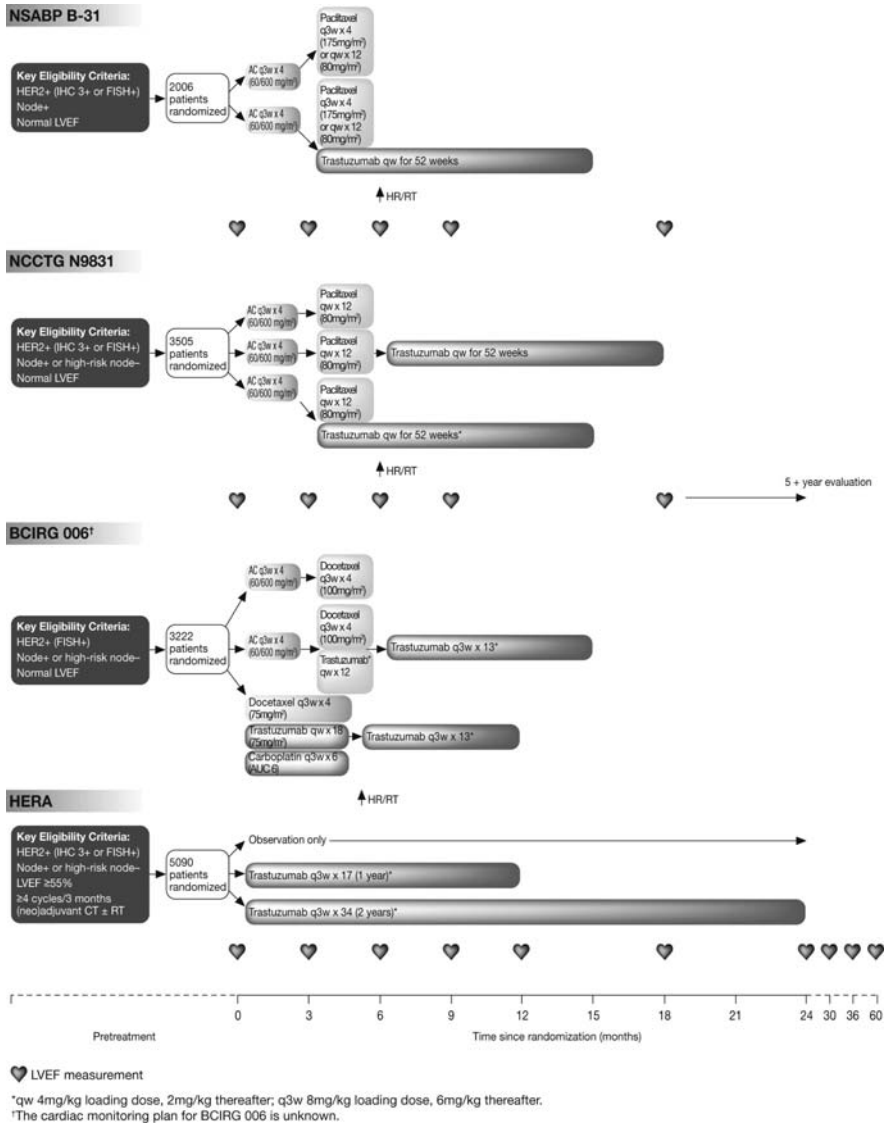 NSABP B-31
Key Eligibility Criteria:
HER2+ (IHC 3+ or FISH+)
Node+
Normal LVEF
2006
patients
randomized
AC q3w x 4
(60/600 mg/m²)
Paclitaxel
q3w x 4
(175mg/m²)
or qw x 12
(80mg/m²)
AC q3w x 4
(60/600 mg/m²)
Paclitaxel
q3w x 4
(175mg/m²)
or qw x 12
(80mg/m²)
Trastuzumab qw for 52 weeks
HR/RT
NCCTG N9831
Key Eligibility Criteria:
HER2+ (IHC 3+ or FISH+)
Node+ or high-risk node–
Normal LVEF
3505
patients
randomized
AC q3w x 4
(60/600 mg/m²)
Paclitaxel
qw x 12
(80mg/m²)
AC q3w x 4
(60/600 mg/m²)
Paclitaxel
qw x 12
(80mg/m²)
Trastuzumab qw for 52 weeks
AC q3w x 4
(60/600 mg/m²)
Paclitaxel
qw x 12
(80mg/m²)
Trastuzumab qw for 52 weeks*
HR/RT
5 + year evaluation
BCIRG 006†
Key Eligibility Criteria:
HER2+ (FISH+)
Node+ or high-risk node–
Normal LVEF
3222
patients
randomized
AC q3w x 4
(60/600 mg/m²)
Docetaxel
q3w x 4
(100mg/m²)
AC q3w x 4
(60/600 mg/m²)
Docetaxel
q3w x 4
(100mg/m²)
Trastuzumab*
qw x 12
Trastuzumab q3w x 13*
Docetaxel q3w x 4
(75mg/m²)
Trastuzumab qw x 18
(75mg/m²)
Carboplatin q3w x 6
(AUC 6)
Trastuzumab q3w x 13*
HR/RT
HERA
Key Eligibility Criteria:
HER2+ (IHC 3+ or FISH+)
Node+ or high-risk node–
LVEF ≥55%
≥4 cycles/3 months
(neo)adjuvant CT ± RT
5090
patients
randomized
Observation only
Trastuzumab q3w x 17 (1 year)*
Trastuzumab q3w x 34 (2 years)*
0 3 6 9 12 15 18 21 24 30 36 60
Pretreatment
Time since randomization (months)
LVEF measurement
*qw 4mg/kg loading dose, 2mg/kg thereafter; q3w 8mg/kg loading dose, 6mg/kg thereafter.
†The cardiac monitoring plan for BCIRG 006 is unknown.